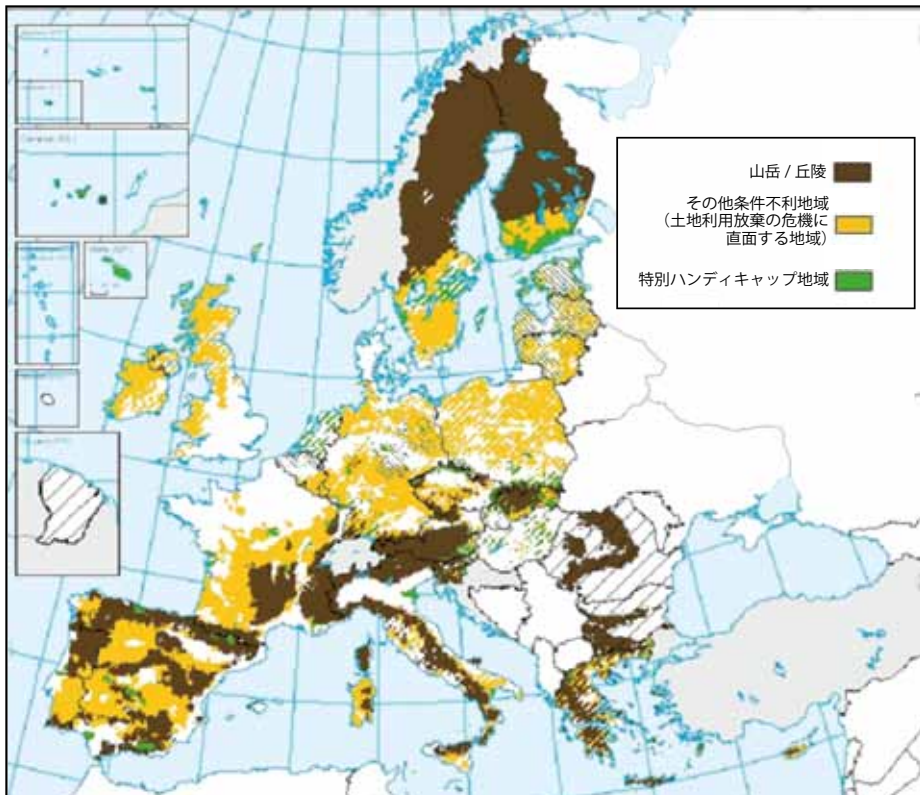 山岳 / 丘陵
その他条件不利地域
（土地利用放棄の危機に
直面する地域）
特別ハンディキャップ地域